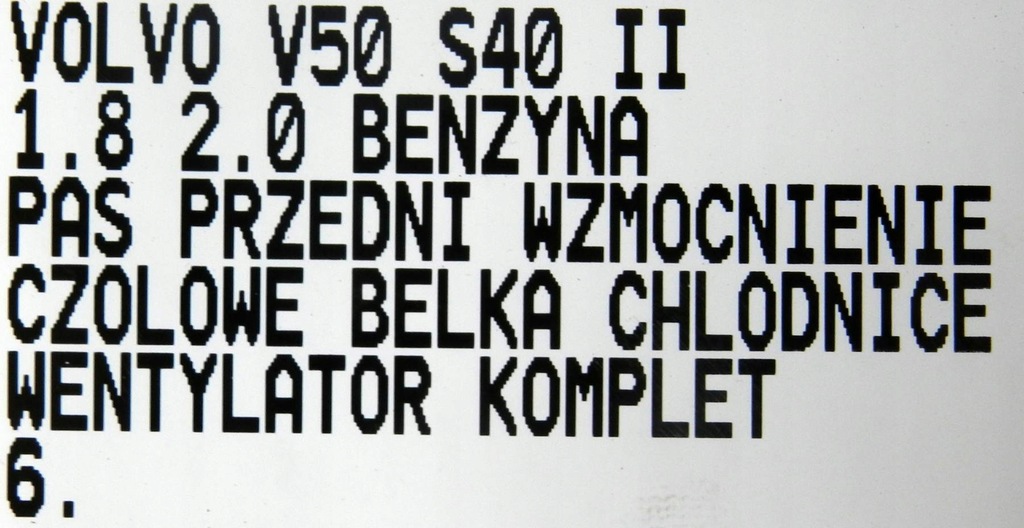 VOLVO V50 S40 II
1.8 2.0 BENZYNA
PAS PRZEDNI WZMOCNIENIE
CZOLOWE BELKA CHLODNICE
WENTYLATOR KOMPLET
6.